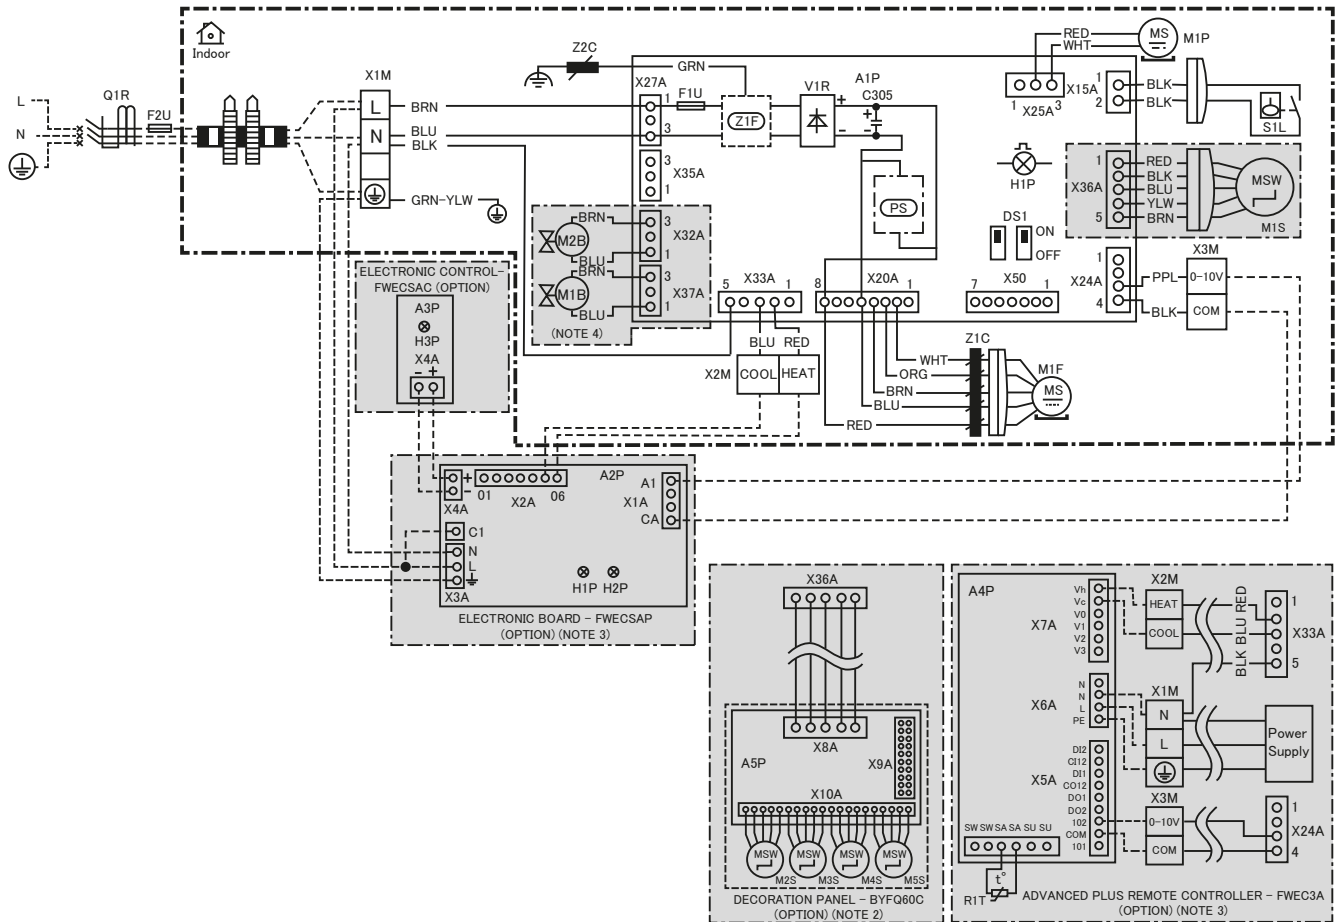 Indoor
L
N
Q1R
F2U
X1M
L
N
BRN
BLU
BLK
GRN-YLW
Z2C
GRN
X27A
1
3
F1U
Z1F
V1R
+
-
A1P
C305
+
-
PS
3
X35A
1
BRN
M2B
BLU
3
X32A
1
BRN
M1B
BLU
3
X37A
1
(NOTE 4)
RED
WHT
MS
M1P
1 X25A 3
X15A
1
2
BLK
BLK
S1L
H1P
X36A
1
5
RED
BLK
BLU
YLW
BRN
MSW
M1S
DS1
ON
OFF
X24A
1
4
PPL
BLK
X3M
0-10V
COM
5 X33A 1
8 X20A 1
7 X50 1
BLU RED
X2M COOL HEAT
WHT
ORG
BRN
BLU
RED
Z1C
M1F
MS
ELECTRONIC CONTROL-
FWECSAC (OPTION)
A3P
H3P
X4A
- +
+
-
X4A
01 X2A 06
A2P
A1
X1A
CA
C1
N
L
X3A
H1P H2P
ELECTRONIC BOARD - FWECSAP
(OPTION) (NOTE 3)
X36A
X8A
A5P
X9A
X10A
MSW MSW MSW MSW
M2S M3S M4S M5S
DECORATION PANEL - BYFQ60C
(OPTION) (NOTE 2)
A4P
X7A
Vh
Vc
V0
V1
V2
V3
X6A
N
N
L
PE
X5A
DI2
CI12
DI1
CO12
DO1
DO2
102
COM
101
SW SW SA SA SU SU
t°
R1T
X2M
HEAT
COOL
BLK BLU RED
1
X33A
5
X1M
N
L
Power
Supply
X3M
0-10V
COM
1
X24A
4
ADVANCED PLUS REMOTE CONTROLLER - FWEC3A
(OPTION) (NOTE 3)